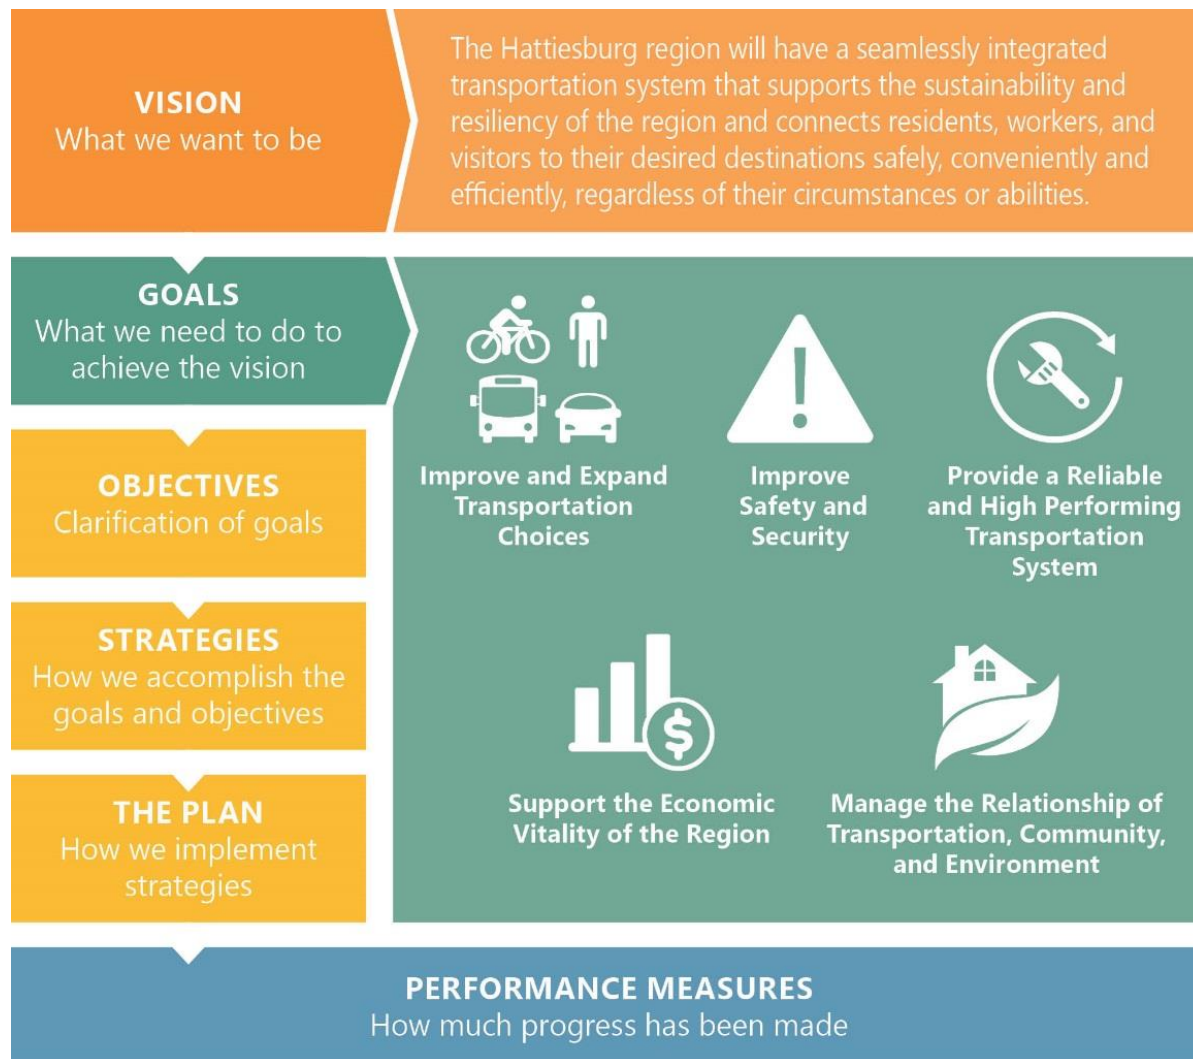 VISION
What we want to be
The Hattiesburg region will have a seamlessly integrated
transportation system that supports the sustainability and
resiliency of the region and connects residents, workers, and
visitors to their desired destinations safely, conveniently and
efficiently, regardless of their circumstances or abilities.
GOALS
What we need to do to
achieve the vision
Improve and Expand
Transportation
Choices
Improve
Safety and
Security
Provide a Reliable
and High Performing
Transportation
System
Support the Economic
Vitality of the Region
Manage the Relationship of
Transportation, Community,
and Environment
OBJECTIVES
Clarification of goals
STRATEGIES
How we accomplish the
goals and objectives
THE PLAN
How we implement
strategies
PERFORMANCE MEASURES
How much progress has been made